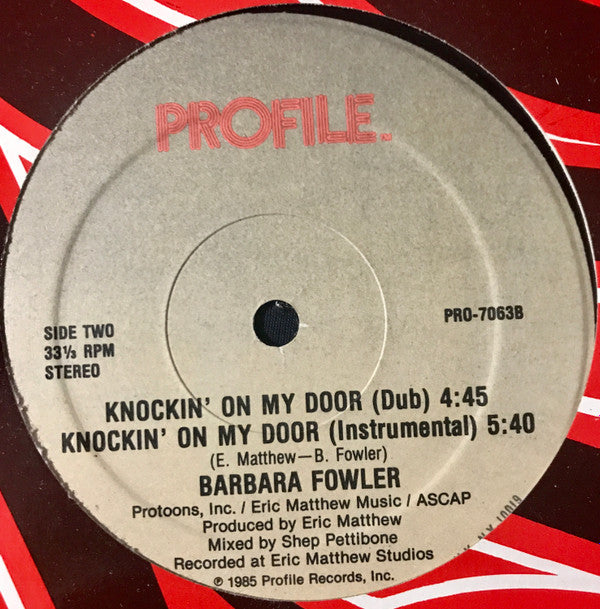 PROFILE
TM
SIDE TWO
33⅓ RPM
STEREO
PRO-7063B
KNOCKIN' ON MY DOOR (Dub) 4:45
KNOCKIN' ON MY DOOR (Instrumental) 5:40
(E. Matthew—B. Fowler)
BARBARA FOWLER
Protoons, Inc. / Eric Matthew Music / ASCAP
Produced by Eric Matthew
Mixed by Shep Pettibone
Recorded at Eric Matthew Studios
℗ 1985 Profile Records, Inc.
10019